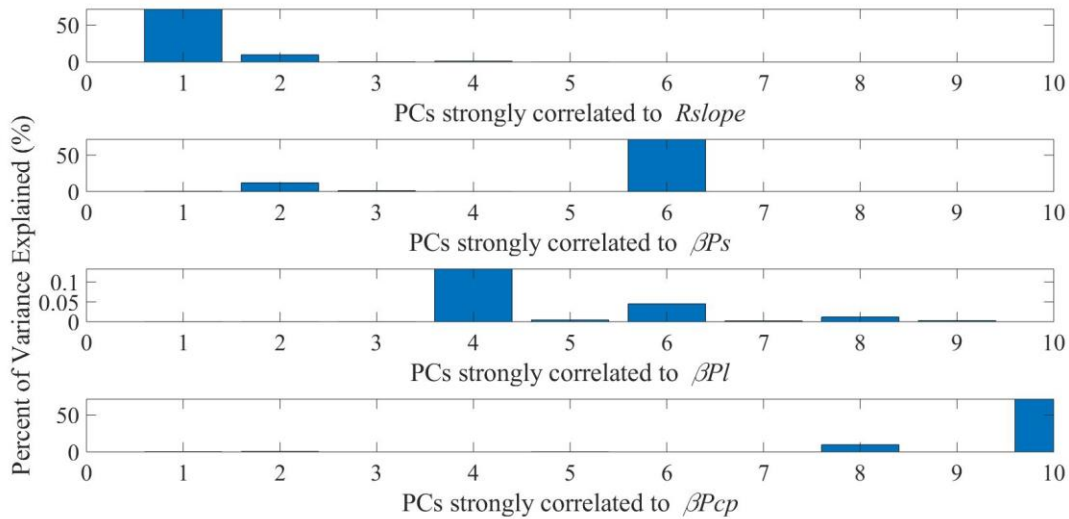 Percent of Variance Explained (%)
50
0
0 1 2 3 4 5 6 7 8 9 10
PCs strongly correlated to Rslope
50
0
0 1 2 3 4 5 6 7 8 9 10
PCs strongly correlated to βPs
0.1
0.05
0
0 1 2 3 4 5 6 7 8 9 10
PCs strongly correlated to βPl
50
0
0 1 2 3 4 5 6 7 8 9 10
PCs strongly correlated to βPcp